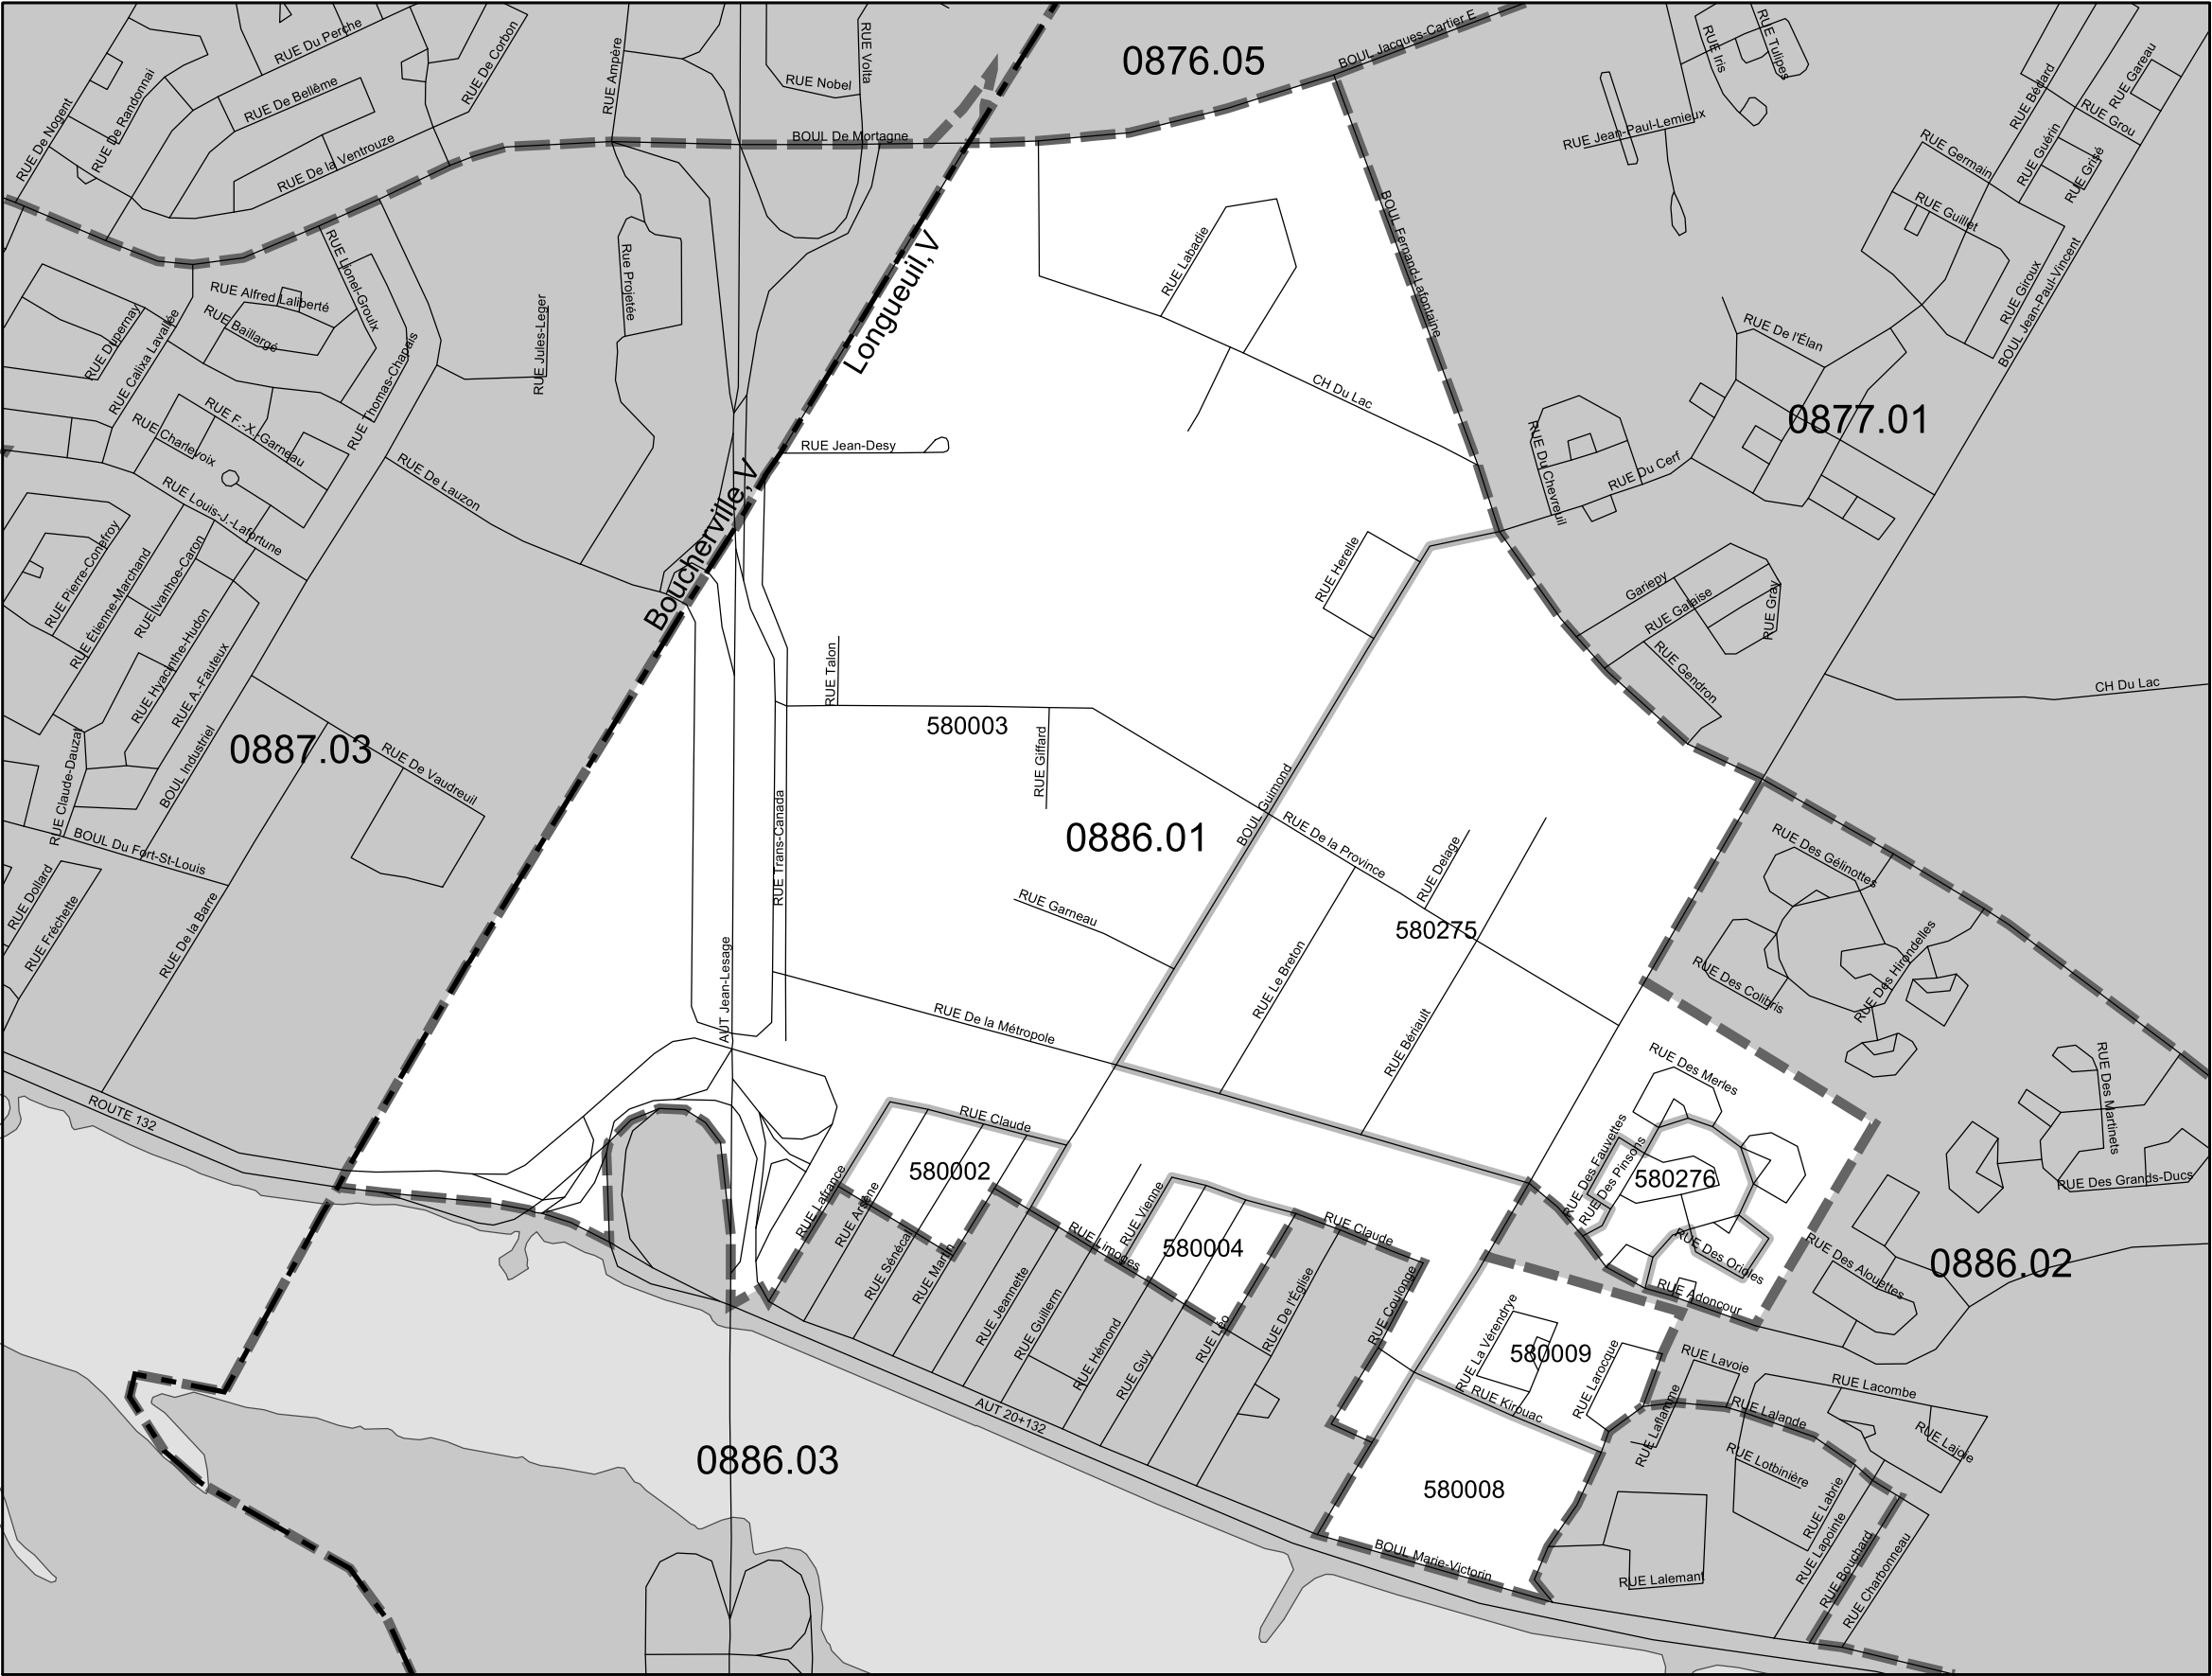 0876.05
BOUL Jacques-Cartier E
RUE Du Perche
RUE De Corbon
RUE Ampère
RUE Volta
RUE Nobel
RUE Iris
RUE Tulipes
RUE De Nogent
RUE De Randonnai
RUE De Bellême
RUE De la Ventrouze
BOUL De Mortagne
RUE Jean-Paul-Lemieux
RUE Bédard
RUE Gareau
RUE Grou
RUE Guérin
RUE Grisé
RUE Germain
RUE Guillet
RUE Giroux
BOUL Jean-Paul-Vincent
BOUL Fernand-Lafontaine
RUE Labadie
RUE Lionel-Groulx
Rue Projetée
Longueuil, V
RUE Alfred Laliberté
RUE Baillargé
RUE Dupernay
RUE Calixa Lavallée
RUE Jules-Leger
RUE Thomas-Chapais
CH Du Lac
RUE De l'Élan
0877.01
RUE F.-X.-Garneau
RUE Charlevoix
RUE Jean-Desy
RUE De Lauzon
RUE Du Chevreuil
RUE Du Cerf
RUE Louis-J.-Lafortune
Boucherville, V
RUE Pierre-Conefroy
RUE Étienne-Marchand
RUE Ivanhoe-Caron
RUE Herelle
Gariepy
RUE Galaise
RUE Gray
RUE Hyacinthe-Hudon
RUE A.-Fauteux
RUE Talon
RUE Gendron
CH Du Lac
580003
0887.03
RUE Claude-Dauzat
BOUL Industriel
RUE De Vaudreuil
RUE Giffard
BOUL Guimond
0886.01
RUE De la Province
RUE Delage
RUE Trans-Canada
BOUL Du Fort-St-Louis
RUE Des Gélinottes
RUE Dollard
RUE Fréchette
RUE De la Barre
RUE Garneau
580275
RUE Des Hirondelles
RUE Des Colibris
AUT Jean-Lesage
RUE Le Breton
RUE De la Métropole
RUE Bériault
RUE Des Merles
RUE Des Martinets
ROUTE 132
RUE Claude
580002
RUE Des Fauvettes
RUE Des Pinsons
580276
RUE Des Grands-Ducs
RUE Lafrance
RUE Arsène
RUE Vienne
RUE Claude
RUE Sénécal
RUE Martin
RUE Limoges
580004
RUE Des Orioles
RUE Des Alouettes
0886.02
RUE Adoncour
RUE Jeannette
RUE Guillerm
RUE Hémond
RUE Guy
RUE Léo
RUE De l'Église
RUE Coulonge
RUE La Vérendrye
580009
RUE Larocque
RUE Lavoie
RUE Lacombe
RUE Kirouac
RUE Laflamme
RUE Lalande
RUE Lajoie
AUT 20+132
0886.03
RUE Lotbinière
580008
RUE Labrie
RUE Lapointe
BOUL Marie-Victorin
RUE Lalemant
RUE Bouchard
RUE Charbonneau